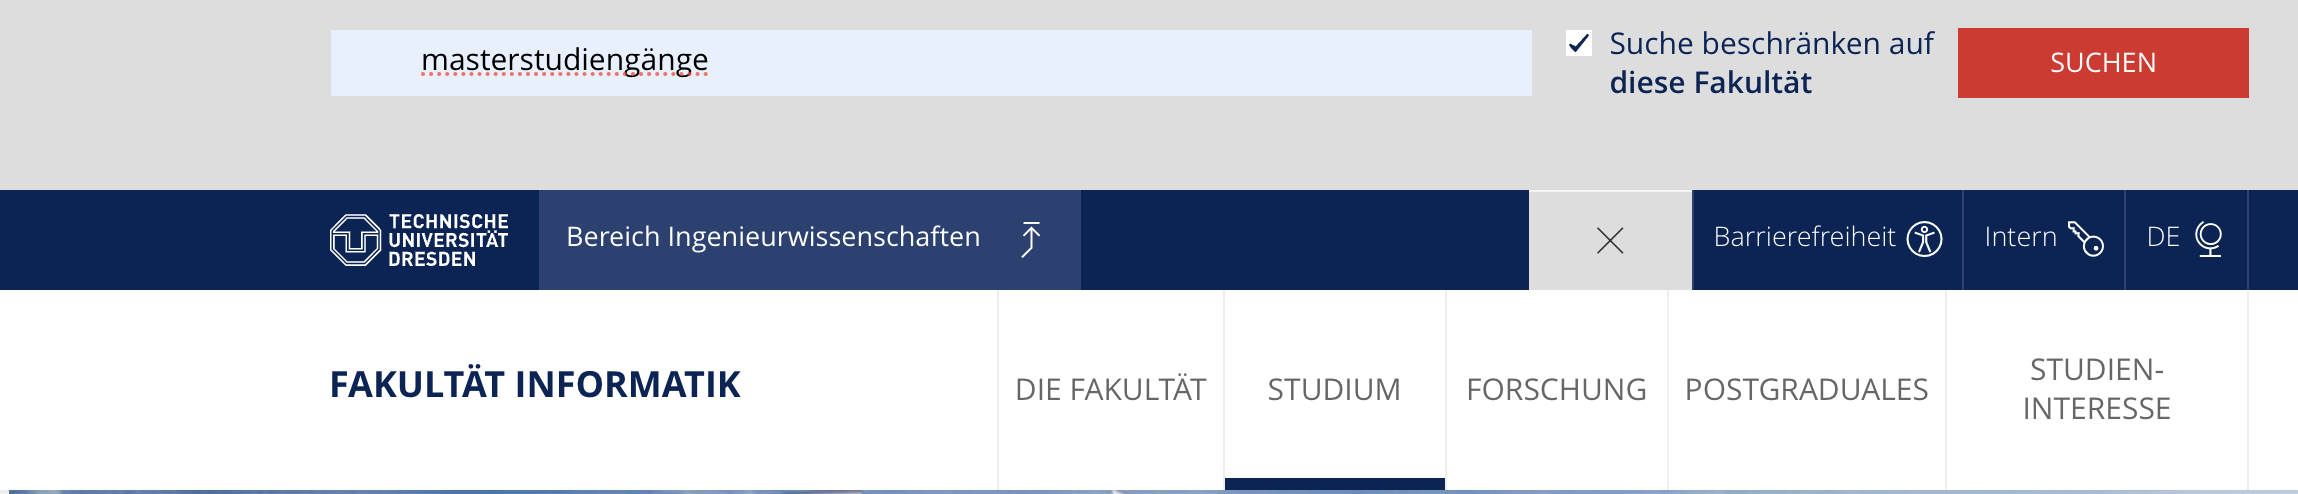 masterstudiengänge
Suche beschränken auf
diese Fakultät
SUCHEN
TECHNISCHE
UNIVERSITÄT
DRESDEN
Bereich Ingenieurwissenschaften
Barrierefreiheit
Intern
DE
FAKULTÄT INFORMATIK
DIE FAKULTÄT
STUDIUM
FORSCHUNG
POSTGRADUALES
STUDIEN-
INTERESSE